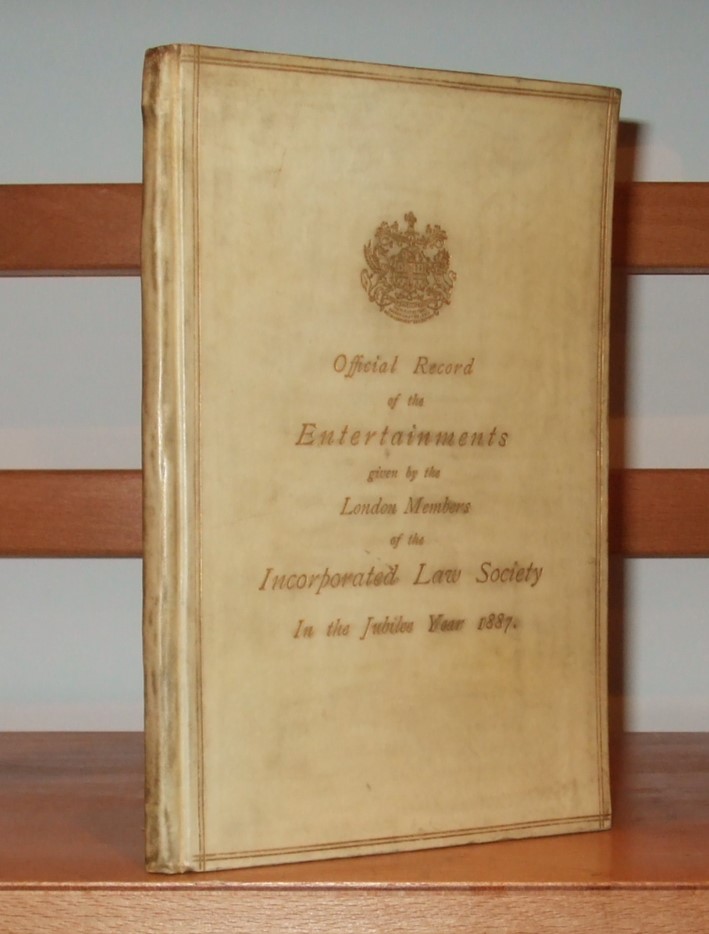 Official Record
of the
Entertainments
given by the
London Members
of the
Incorporated Law Society
In the Jubilee Year 1887.